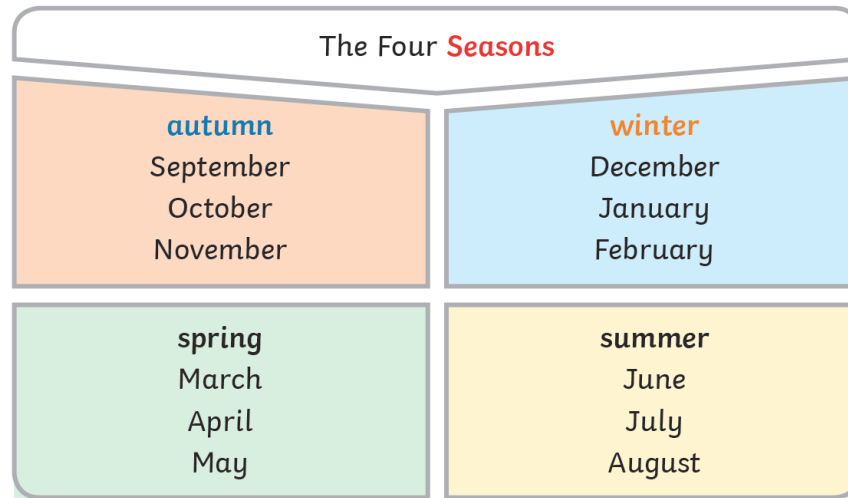 The Four Seasons
autumn
September
October
November
winter
December
January
February
spring
March
April
May
summer
June
July
August